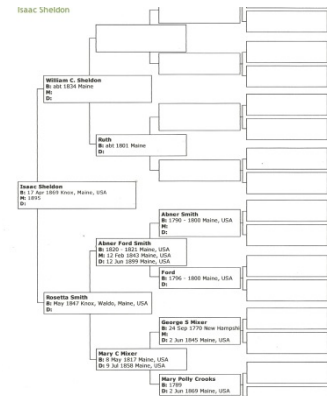 Isaac Sheldon
William C. Sheldon
B: abt 1834 Maine
M:
D:
Ruth
B: abt 1801 Maine
D:
Isaac Sheldon
B: 17 Apr 1869 Knox, Maine, USA
M: 1895
D:
Abner Smith
B: 1790 - 1800 Maine, USA
M:
D:
Abner Ford Smith
B: 1820 - 1821 Maine, USA
M: 12 Feb 1843 Maine, USA
D: 12 Jun 1899 Maine, USA
Ford
B: 1796 - 1800 Maine, USA
D:
Rosetta Smith
B: May 1847 Knox, Waldo, Maine, USA
D:
George S Mixer
B: 24 Sep 1770 New Hampshi
M:
D: 2 Jun 1845 Maine, USA
Mary C Mixer
B: 8 May 1817 Maine, USA
D: 9 Jul 1858 Maine, USA
Mary Polly Crooks
B: 1789
D: 2 Jun 1869 Maine, USA